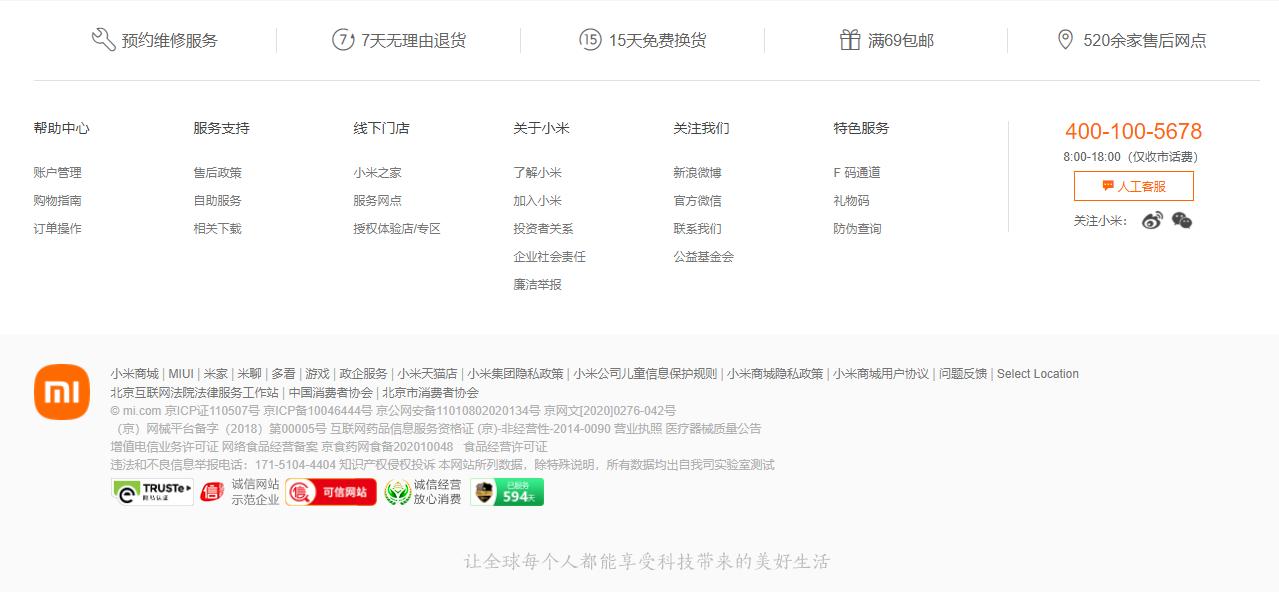 预约维修服务
7 7天无理由退货
15 15天免费换货
满69包邮
520余家售后网点
帮助中心
账户管理
购物指南
订单操作
服务支持
售后政策
自助服务
相关下载
线下门店
小米之家
服务网点
授权体验店/专区
关于小米
了解小米
加入小米
投资者关系
企业社会责任
廉洁举报
关注我们
新浪微博
官方微信
联系我们
公益基金会
特色服务
F 码通道
礼物码
防伪查询
400-100-5678
8:00-18:00（仅收市话费）
人工客服
关注小米：
mi
小米商城 | MIUI | 米家 | 米聊 | 多看 | 游戏 | 政企服务 | 小米天猫店 | 小米集团隐私政策 | 小米公司儿童信息保护规则 | 小米商城隐私政策 | 小米商城用户协议 | 问题反馈 | Select Location
北京互联网法院法律服务工作站 | 中国消费者协会 | 北京市消费者协会
© mi.com 京ICP证110507号 京ICP备10046444号 京公网安备11010802020134号 京网文[2020]0276-042号
（京）网械平台备字（2018）第00005号 互联网药品信息服务资格证 (京)-非经营性-2014-0090 营业执照 医疗器械质量公告
增值电信业务许可证 网络食品经营备案 京食药网食备202010048 食品经营许可证
违法和不良信息举报电话：171-5104-4404 知识产权侵权投诉 本网站所列数据，除特殊说明，所有数据均出自我司实验室测试
TRUSTe
网站认证
信
诚信网站
示范企业
信 可信网站
诚信经营
放心消费
已服务
594天
让全球每个人都能享受科技带来的美好生活